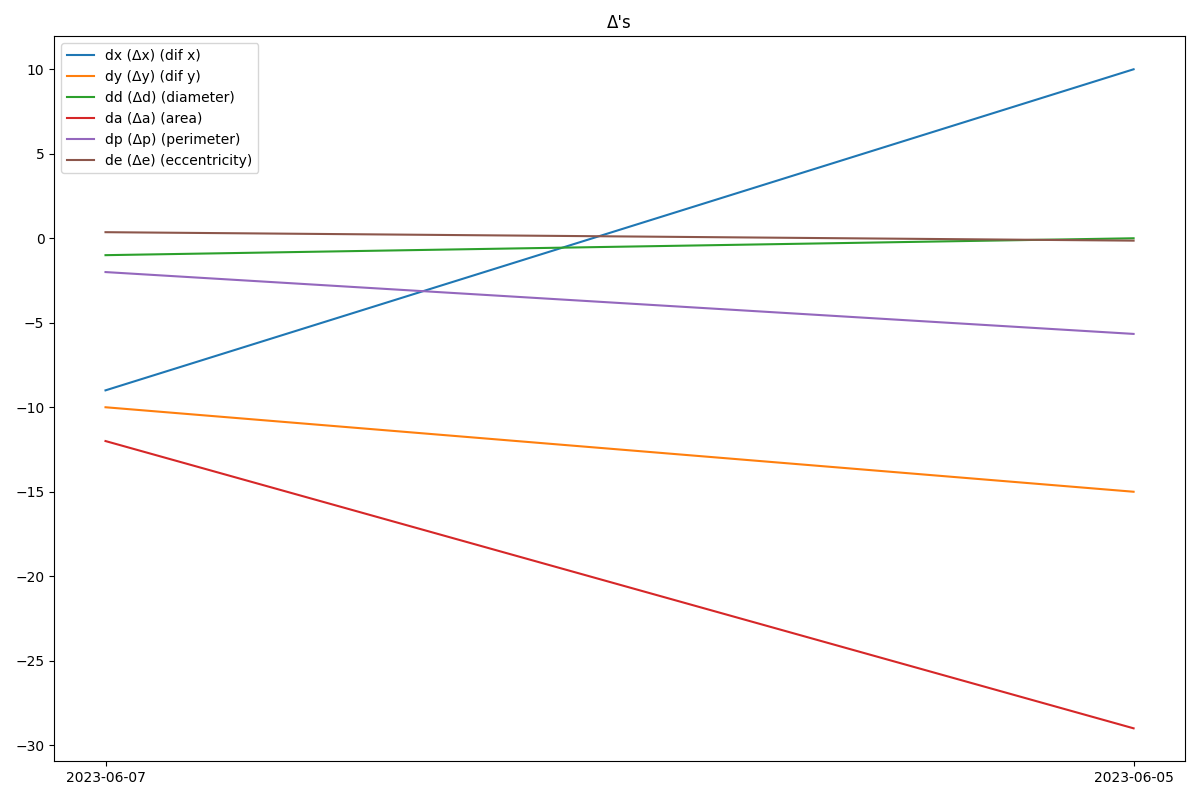 Δ's
dx (Δx) (dif x)
dy (Δy) (dif y)
dd (Δd) (diameter)
da (Δa) (area)
dp (Δp) (perimeter)
de (Δe) (eccentricity)
10
5
0
−5
−10
−15
−20
−25
−30
2023-06-07 2023-06-05